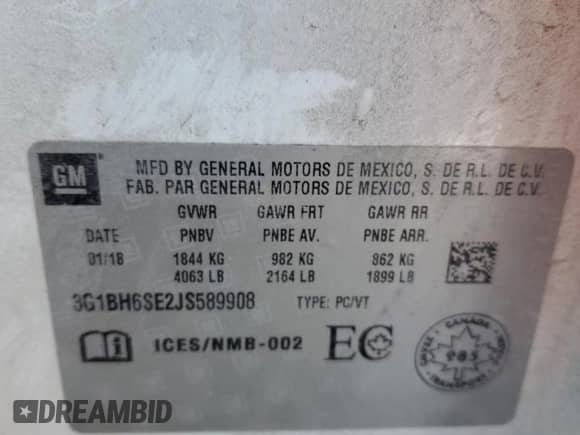 GM
MFD BY GENERAL MOTORS DE MEXICO, S. DE R.L. DE C.V.
FAB. PAR GENERAL MOTORS DE MEXICO, S. DE R.L. DE C.V.
GVWR GAWR FRT GAWR RR
DATE PNBV PNBE AV. PNBE ARR.
01/18 1844 KG 982 KG 862 KG
4063 LB 2164 LB 1899 LB
3G1BH6SE2JS589908 TYPE: PC/VT
i ICES/NMB-002 EC
CANADA
985
TRANSPORT
DREAMBID